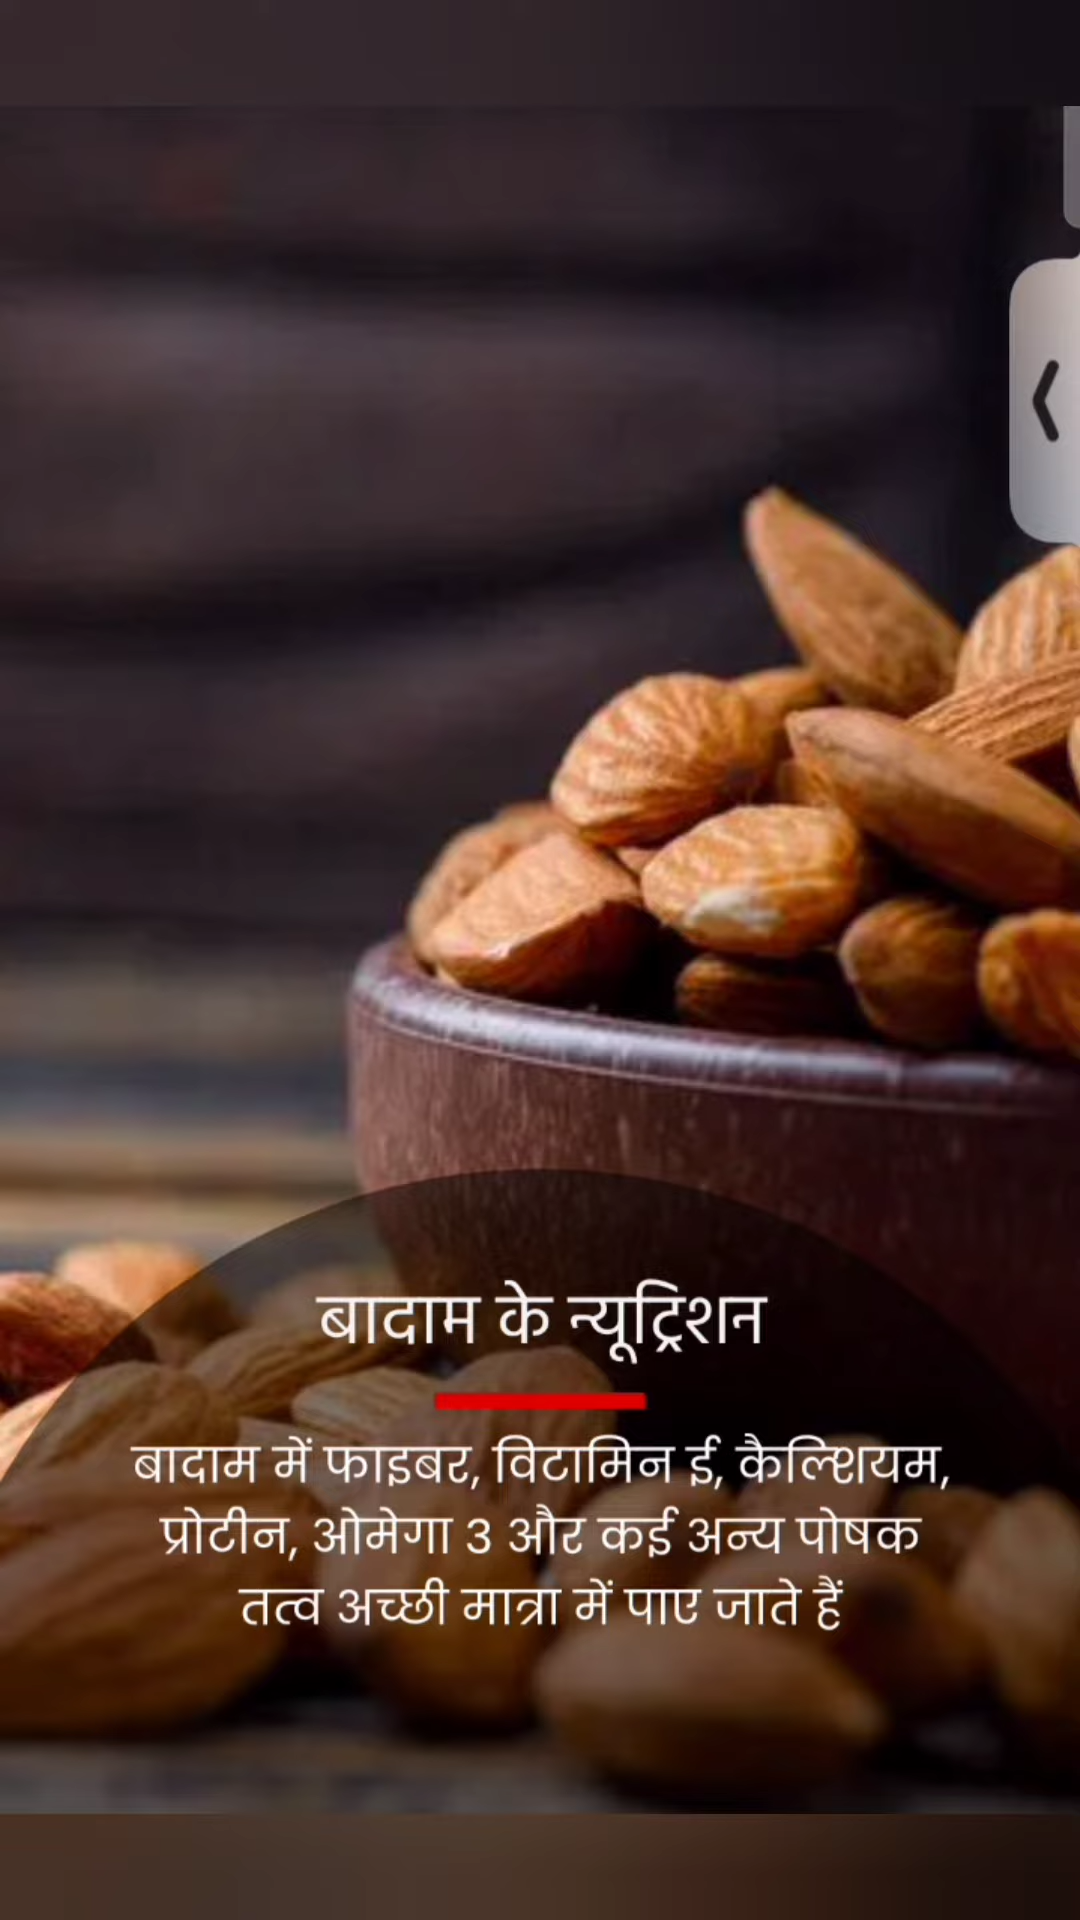 बादाम के न्यूट्रिशन
बादाम में फाइबर, विटामिन ई, कैल्शियम,
प्रोटीन, ओमेगा 3 और कई अन्य पोषक
तत्व अच्छी मात्रा में पाए जाते हैं